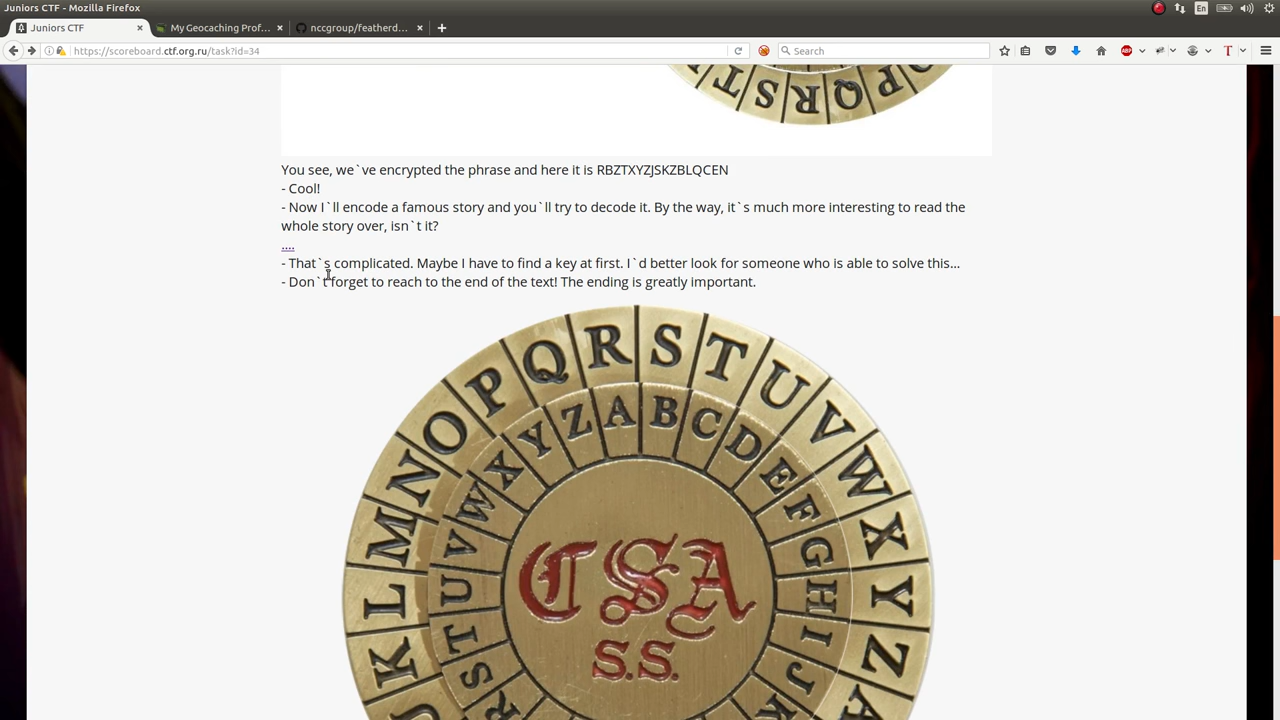 Juniors CTF - Mozilla Firefox
En
Juniors CTF × My Geocaching Prof... × nccgroup/featherd... × +
https://scoreboard.ctf.org.ru/task?id=34 Search ABP T
P Q R S T
You see, we`ve encrypted the phrase and here it is RBZTXYZJSKZBLQCEN
- Cool!
- Now I`ll encode a famous story and you`ll try to decode it. By the way, it`s much more interesting to read the
whole story over, isn`t it?
....
- That`s complicated. Maybe I have to find a key at first. I`d better look for someone who is able to solve this...
- Don`t forget to reach to the end of the text! The ending is greatly important.
K L M N O P Q R S T U V W X Y Z A
R S T U V W X Y Z A B C D E F G H I J K
CSA
S.S.